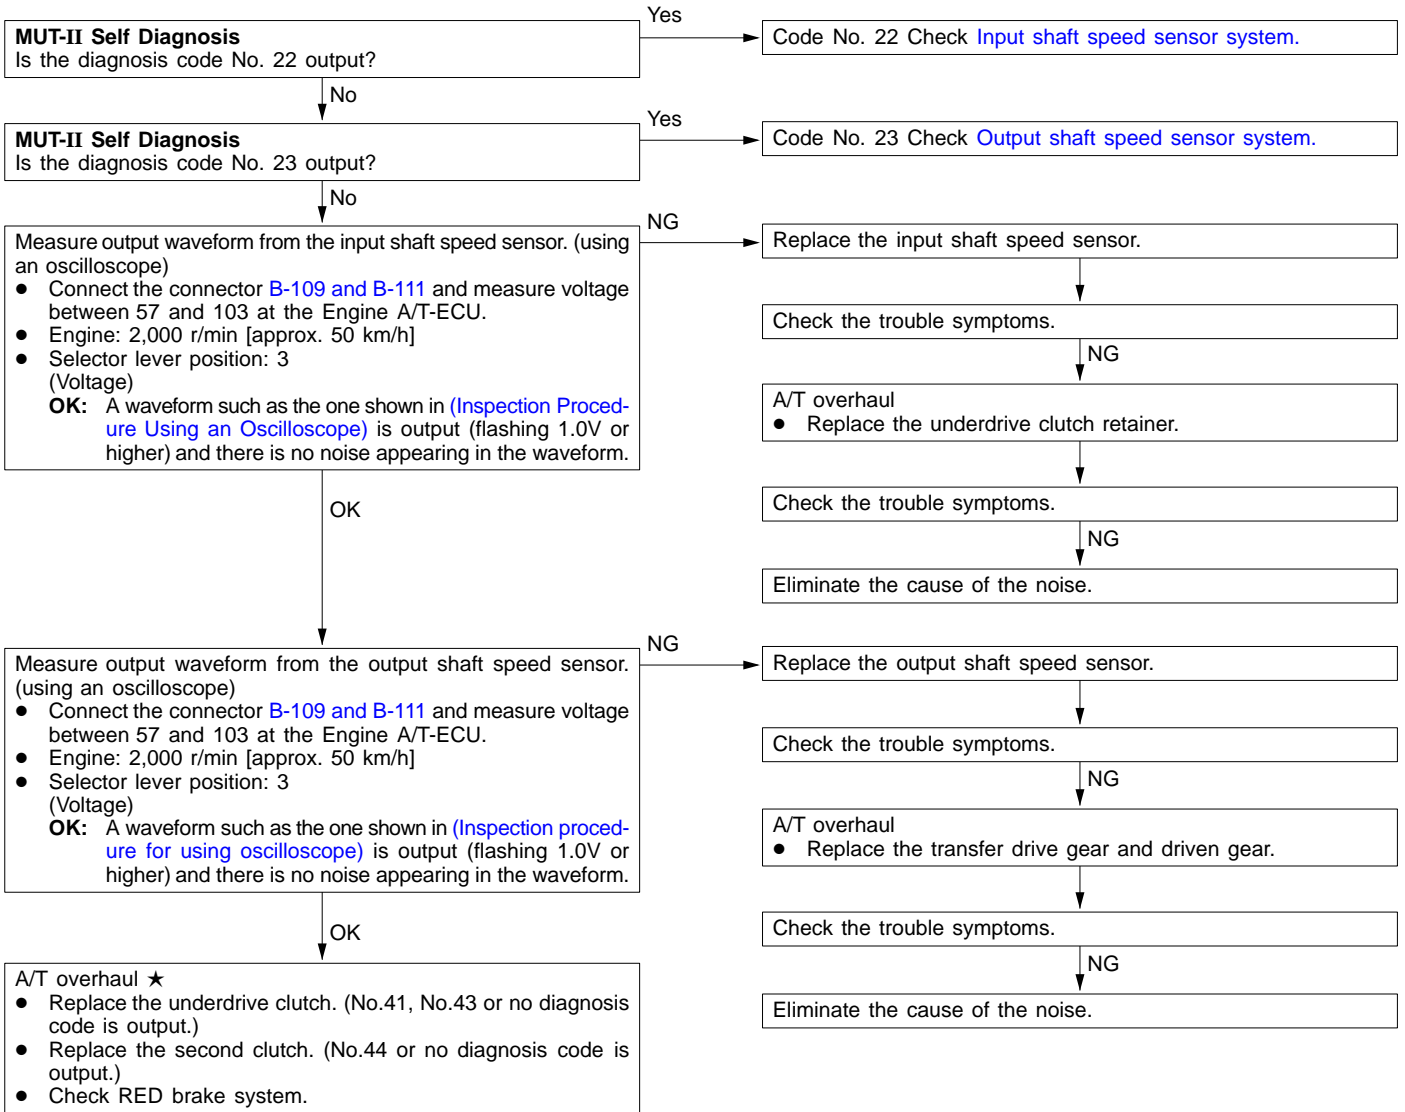 MUT-II Self Diagnosis
Is the diagnosis code No. 22 output?
Yes
Code No. 22 Check Input shaft speed sensor system.
No
MUT-II Self Diagnosis
Is the diagnosis code No. 23 output?
Yes
Code No. 23 Check Output shaft speed sensor system.
No
Measure output waveform from the input shaft speed sensor. (using
an oscilloscope)
● Connect the connector B-109 and B-111 and measure voltage
between 57 and 103 at the Engine A/T-ECU.
● Engine: 2,000 r/min [approx. 50 km/h]
● Selector lever position: 3
(Voltage)
OK: A waveform such as the one shown in (Inspection Proced-
ure Using an Oscilloscope) is output (flashing 1.0V or
higher) and there is no noise appearing in the waveform.
NG
Replace the input shaft speed sensor.
Check the trouble symptoms.
NG
A/T overhaul
● Replace the underdrive clutch retainer.
Check the trouble symptoms.
NG
Eliminate the cause of the noise.
OK
Measure output waveform from the output shaft speed sensor.
(using an oscilloscope)
● Connect the connector B-109 and B-111 and measure voltage
between 57 and 103 at the Engine A/T-ECU.
● Engine: 2,000 r/min [approx. 50 km/h]
● Selector lever position: 3
(Voltage)
OK: A waveform such as the one shown in (Inspection proced-
ure for using oscilloscope) is output (flashing 1.0V or
higher) and there is no noise appearing in the waveform.
NG
Replace the output shaft speed sensor.
Check the trouble symptoms.
NG
A/T overhaul
● Replace the transfer drive gear and driven gear.
Check the trouble symptoms.
NG
Eliminate the cause of the noise.
OK
A/T overhaul ★
● Replace the underdrive clutch. (No.41, No.43 or no diagnosis
code is output.)
● Replace the second clutch. (No.44 or no diagnosis code is
output.)
● Check RED brake system.